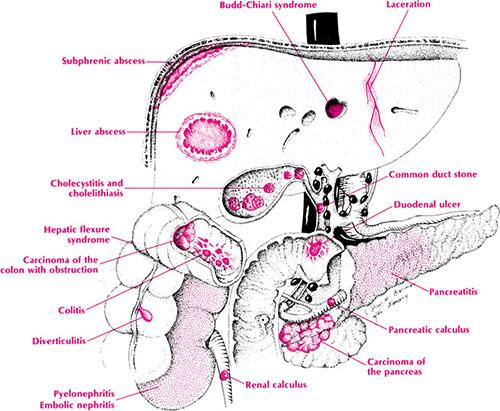 Budd-Chiari syndrome
Laceration
Subphrenic abscess
Liver abscess
Common duct stone
Cholecystitis and
cholelithiasis
Duodenal ulcer
Hepatic flexure
syndrome
Carcinoma of the
colon with obstruction
Colitis
Pancreatitis
Diverticulitis
Pancreatic calculus
Carcinoma of
the pancreas
Renal calculus
Pyelonephritis
Embolic nephritis